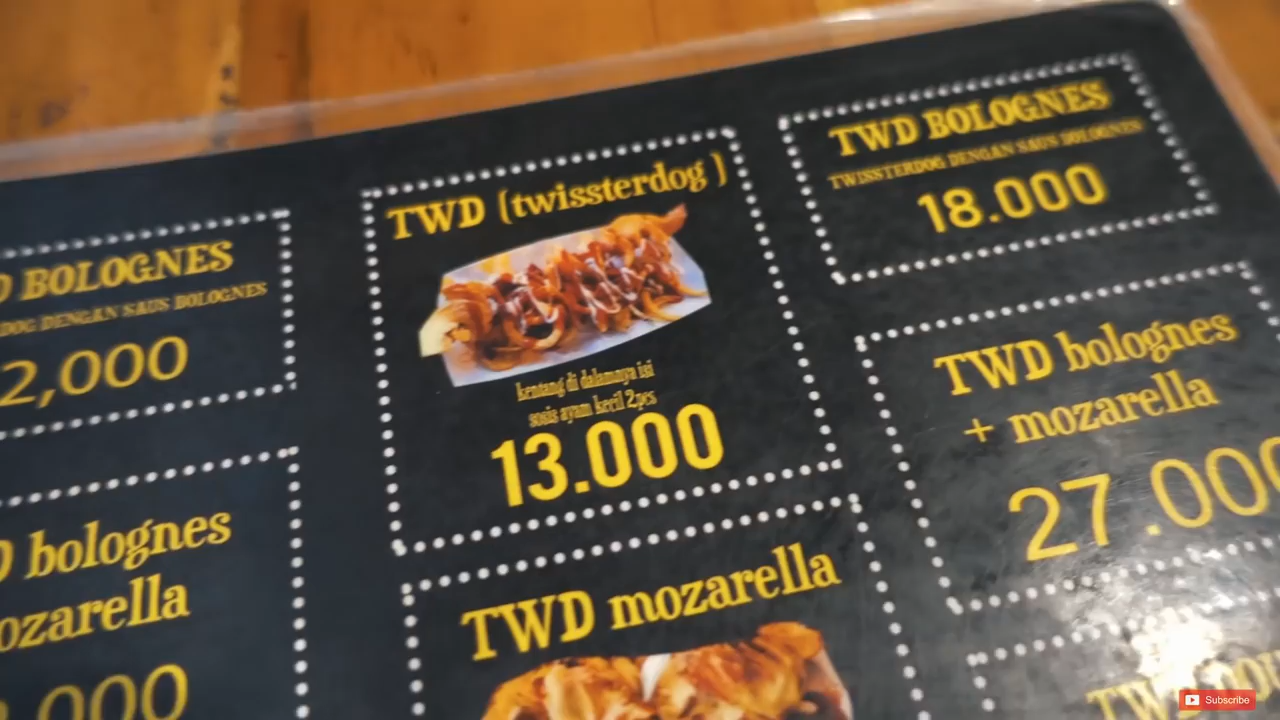 BOLOGNES
DENGAN SAUS BOLOGNES
2,000
bolognes
TWD (twissterdog )
kentang di dalamnya isi
sosis ayam kecil 2pcs
13.000
TWD mozarella
TWD BOLOGNES
TWISSTERDOG DENGAN SAUS BOLOGNES
18.000
TWD bolognes
+ mozarella
27.000
Subscribe